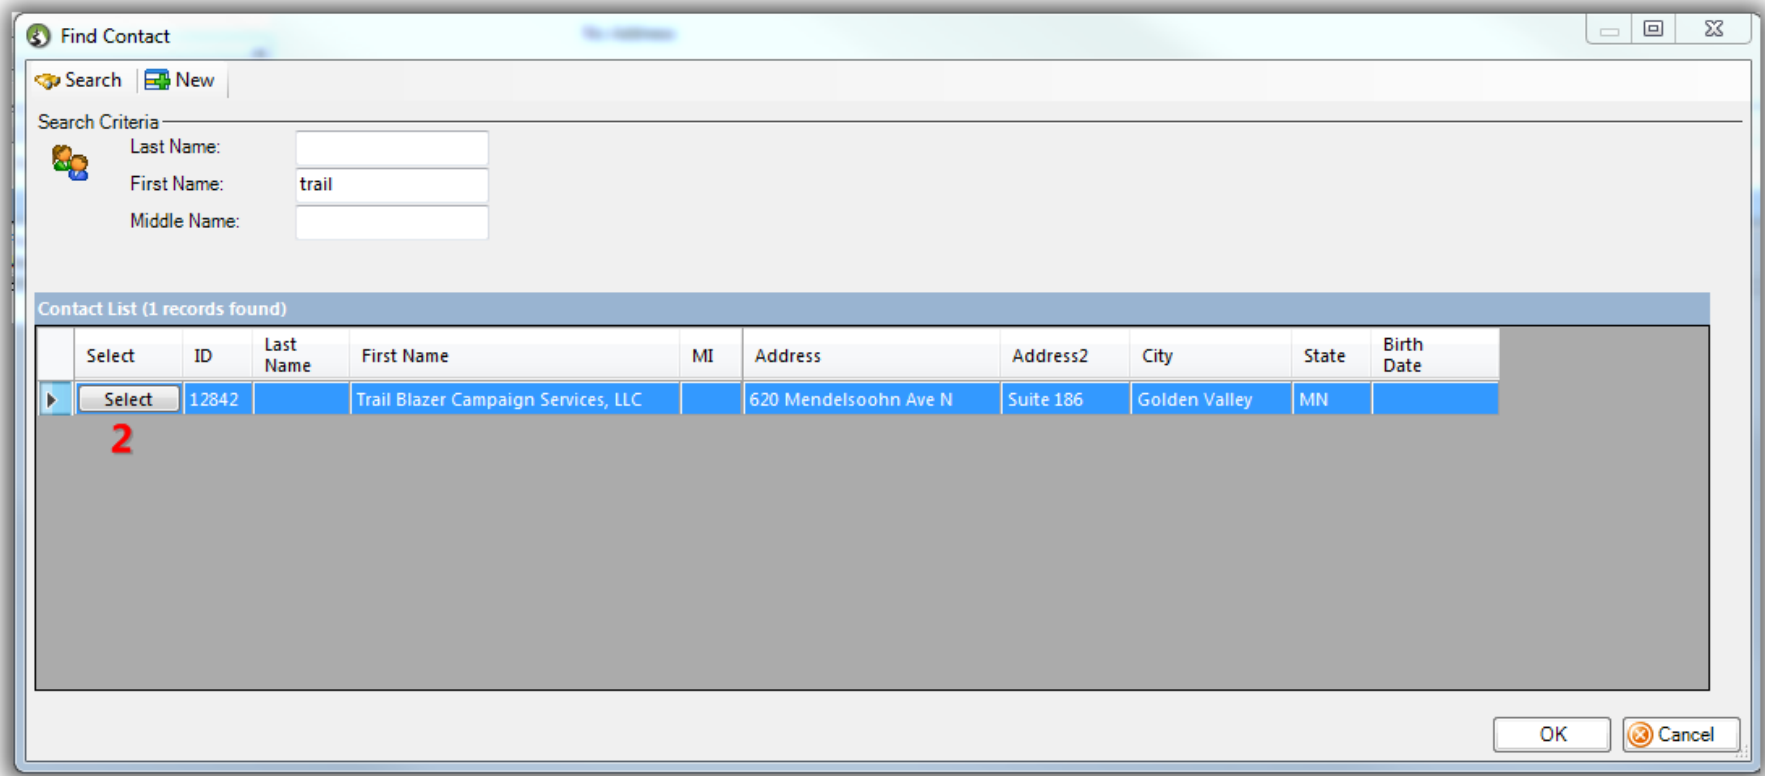 Find Contact
Search New
Search Criteria
Last Name:
First Name: trail
Middle Name:
Contact List (1 records found)
Select ID Last Name First Name MI Address Address2 City State Birth Date
Select 12842 Trail Blazer Campaign Services, LLC 620 Mendelsoohn Ave N Suite 186 Golden Valley MN
2
OK Cancel